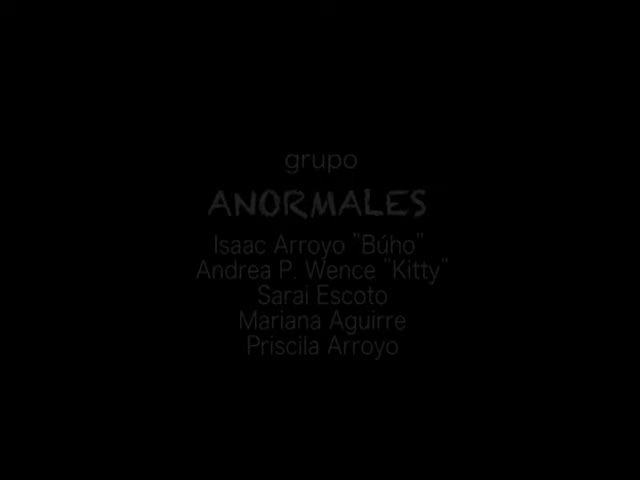 grupo
ANORMALES
Isaac Arroyo "Búho"
Andrea P. Wence "Kitty"
Sarai Escoto
Mariana Aguirre
Priscila Arroyo